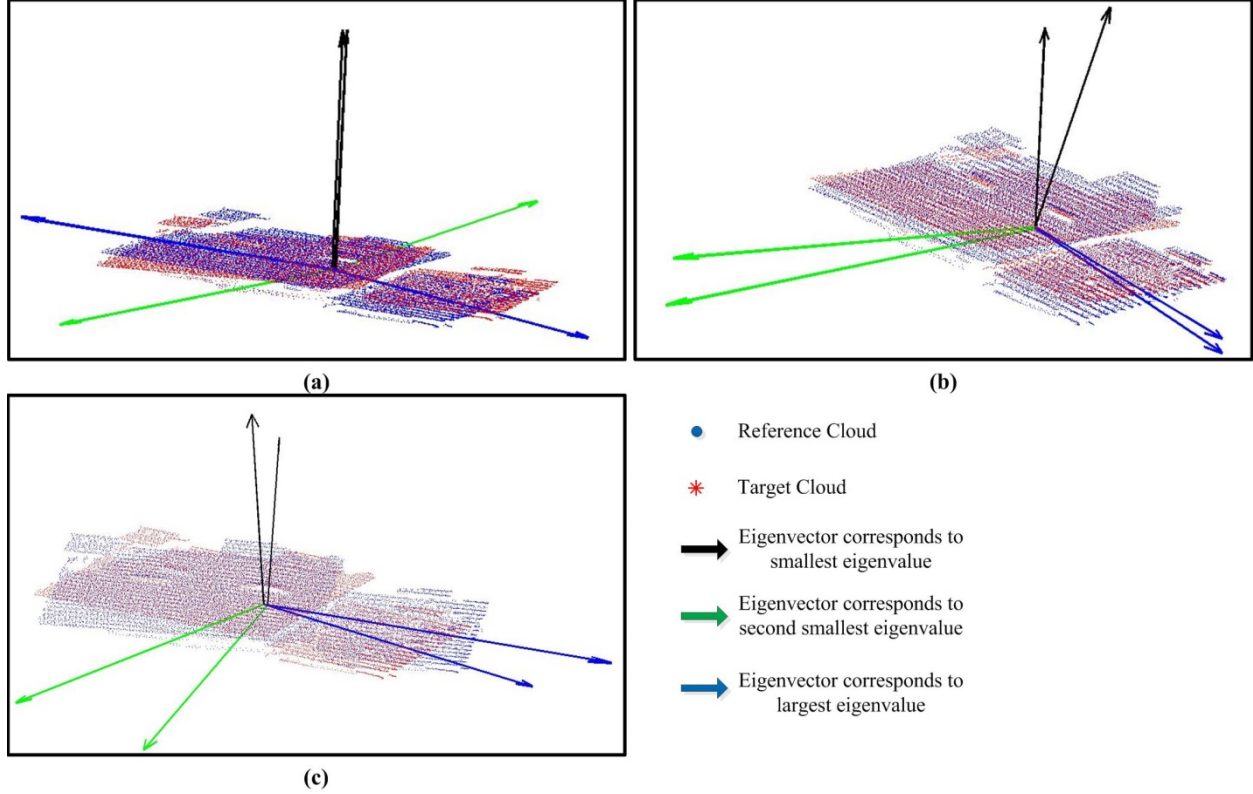 (a)
(b)
(c)
Reference Cloud
Target Cloud
Eigenvector corresponds to
smallest eigenvalue
Eigenvector corresponds to
second smallest eigenvalue
Eigenvector corresponds to
largest eigenvalue